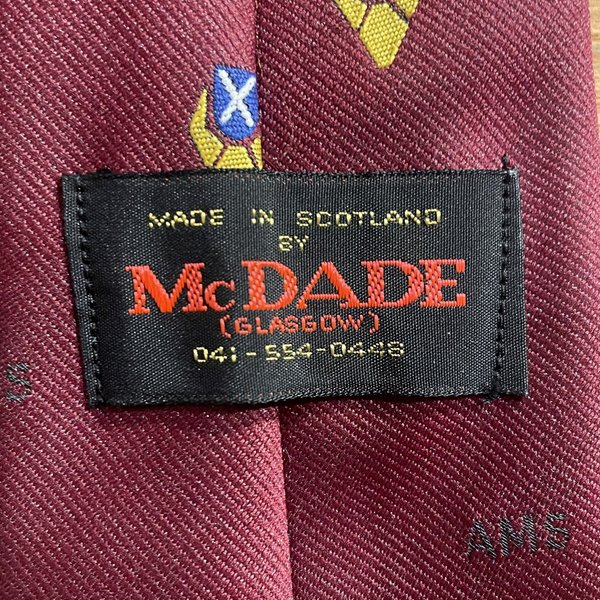 MADE IN SCOTLAND
BY
McDADE
(GLASGOW)
041-554-0448
S
AMS